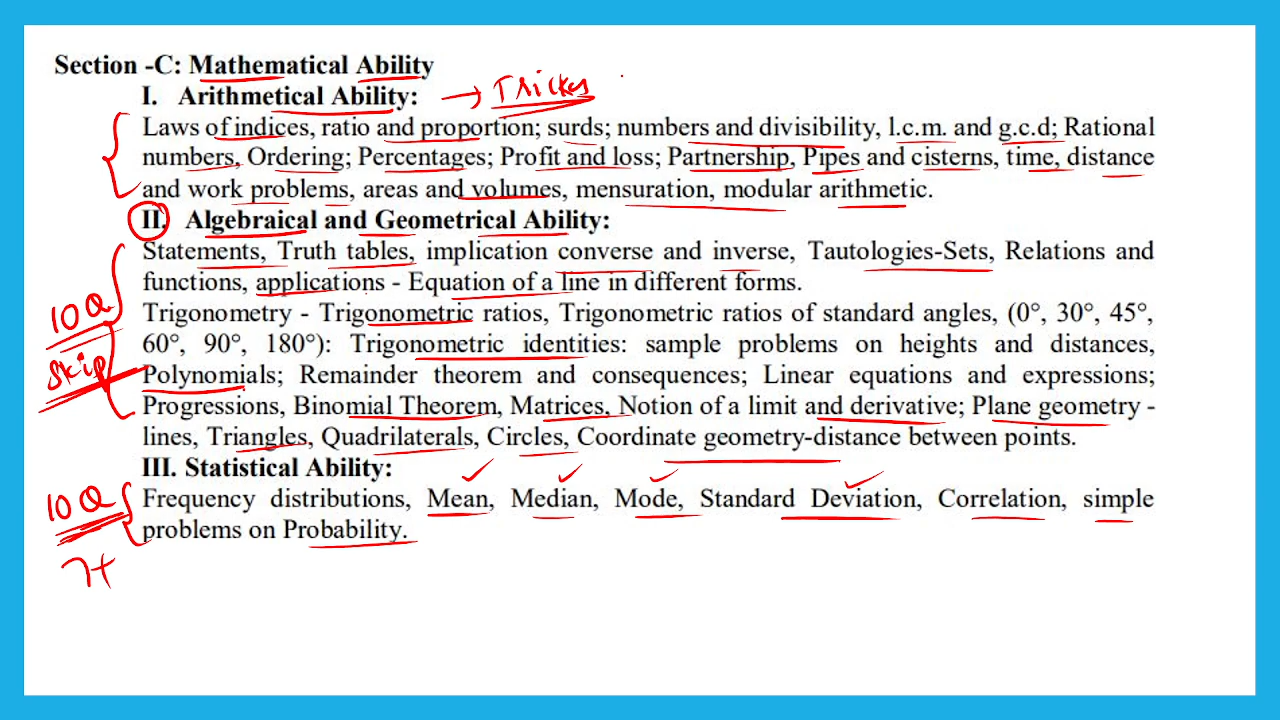 Section -C: Mathematical Ability
I. Arithmetical Ability: → Trickes
Laws of indices, ratio and proportion; surds; numbers and divisibility, l.c.m. and g.c.d; Rational
numbers, Ordering; Percentages; Profit and loss; Partnership, Pipes and cisterns, time, distance
and work problems, areas and volumes, mensuration, modular arithmetic.
II. Algebraical and Geometrical Ability:
Statements, Truth tables, implication converse and inverse, Tautologies-Sets, Relations and
functions, applications - Equation of a line in different forms.
10Q
Trigonometry - Trigonometric ratios, Trigonometric ratios of standard angles, (0°, 30°, 45°,
60°, 90°, 180°): Trigonometric identities: sample problems on heights and distances,
Skip
Polynomials; Remainder theorem and consequences; Linear equations and expressions;
Progressions, Binomial Theorem, Matrices, Notion of a limit and derivative; Plane geometry -
lines, Triangles, Quadrilaterals, Circles, Coordinate geometry-distance between points.
III. Statistical Ability:
10Q
Frequency distributions, Mean, Median, Mode, Standard Deviation, Correlation, simple
problems on Probability.
7+